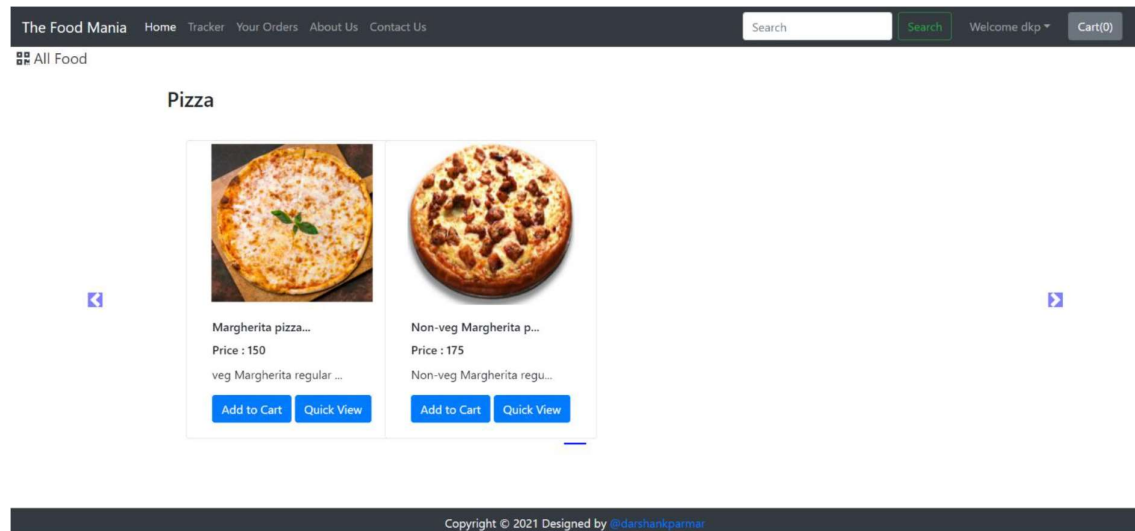 The Food Mania Home Tracker Your Orders About Us Contact Us Search Search Welcome dkp Cart(0)
All Food
Pizza
Margherita pizza...
Price : 150
veg Margherita regular ...
Add to Cart Quick View
Non-veg Margherita p...
Price : 175
Non-veg Margherita regu...
Add to Cart Quick View
Copyright © 2021 Designed by @darshankparmar